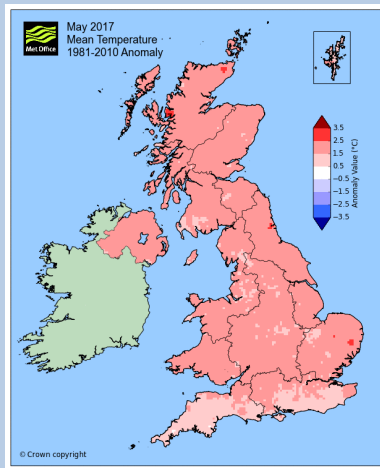 Met Office
May 2017
Mean Temperature
1981-2010 Anomaly
3.5
2.5
1.5
0.5
−0.5
−1.5
−2.5
−3.5
Anomaly Value (°C)
© Crown copyright